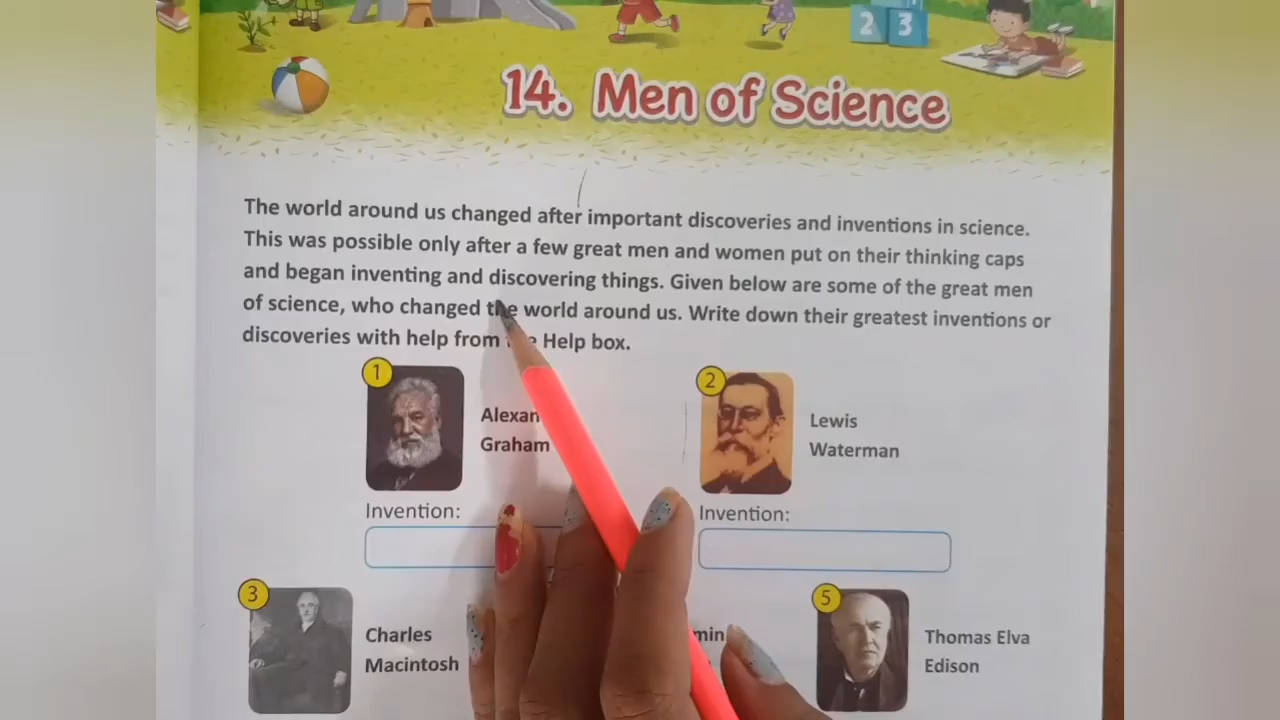 2 3
14. Men of Science
The world around us changed after important discoveries and inventions in science.
This was possible only after a few great men and women put on their thinking caps
and began inventing and discovering things. Given below are some of the great men
of science, who changed the world around us. Write down their greatest inventions or
discoveries with help from Help box.
1
Alexan
Graham
Invention:
2
Lewis
Waterman
Invention:
3
Charles
Macintosh
min
5
Thomas Elva
Edison